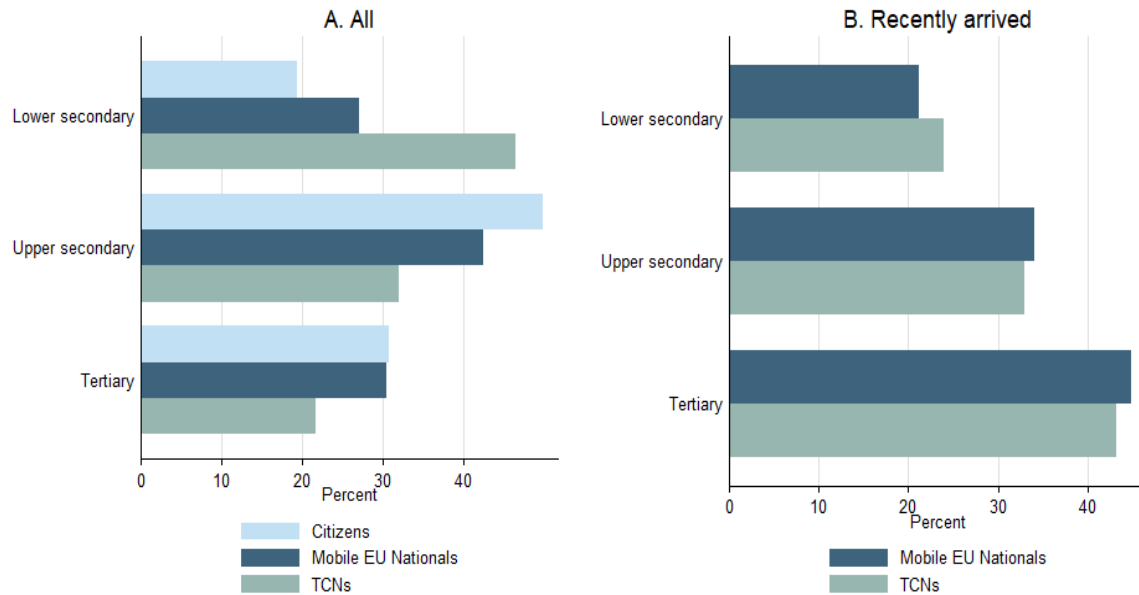 A. All
Lower secondary
Upper secondary
Tertiary
0 20 30 40
10
Percent
Citizens
Mobile EU Nationals
TCNs
B. Recently arrived
Lower secondary
Upper secondary
Tertiary
0 10 20 30 40
Percent
Mobile EU Nationals
TCNs